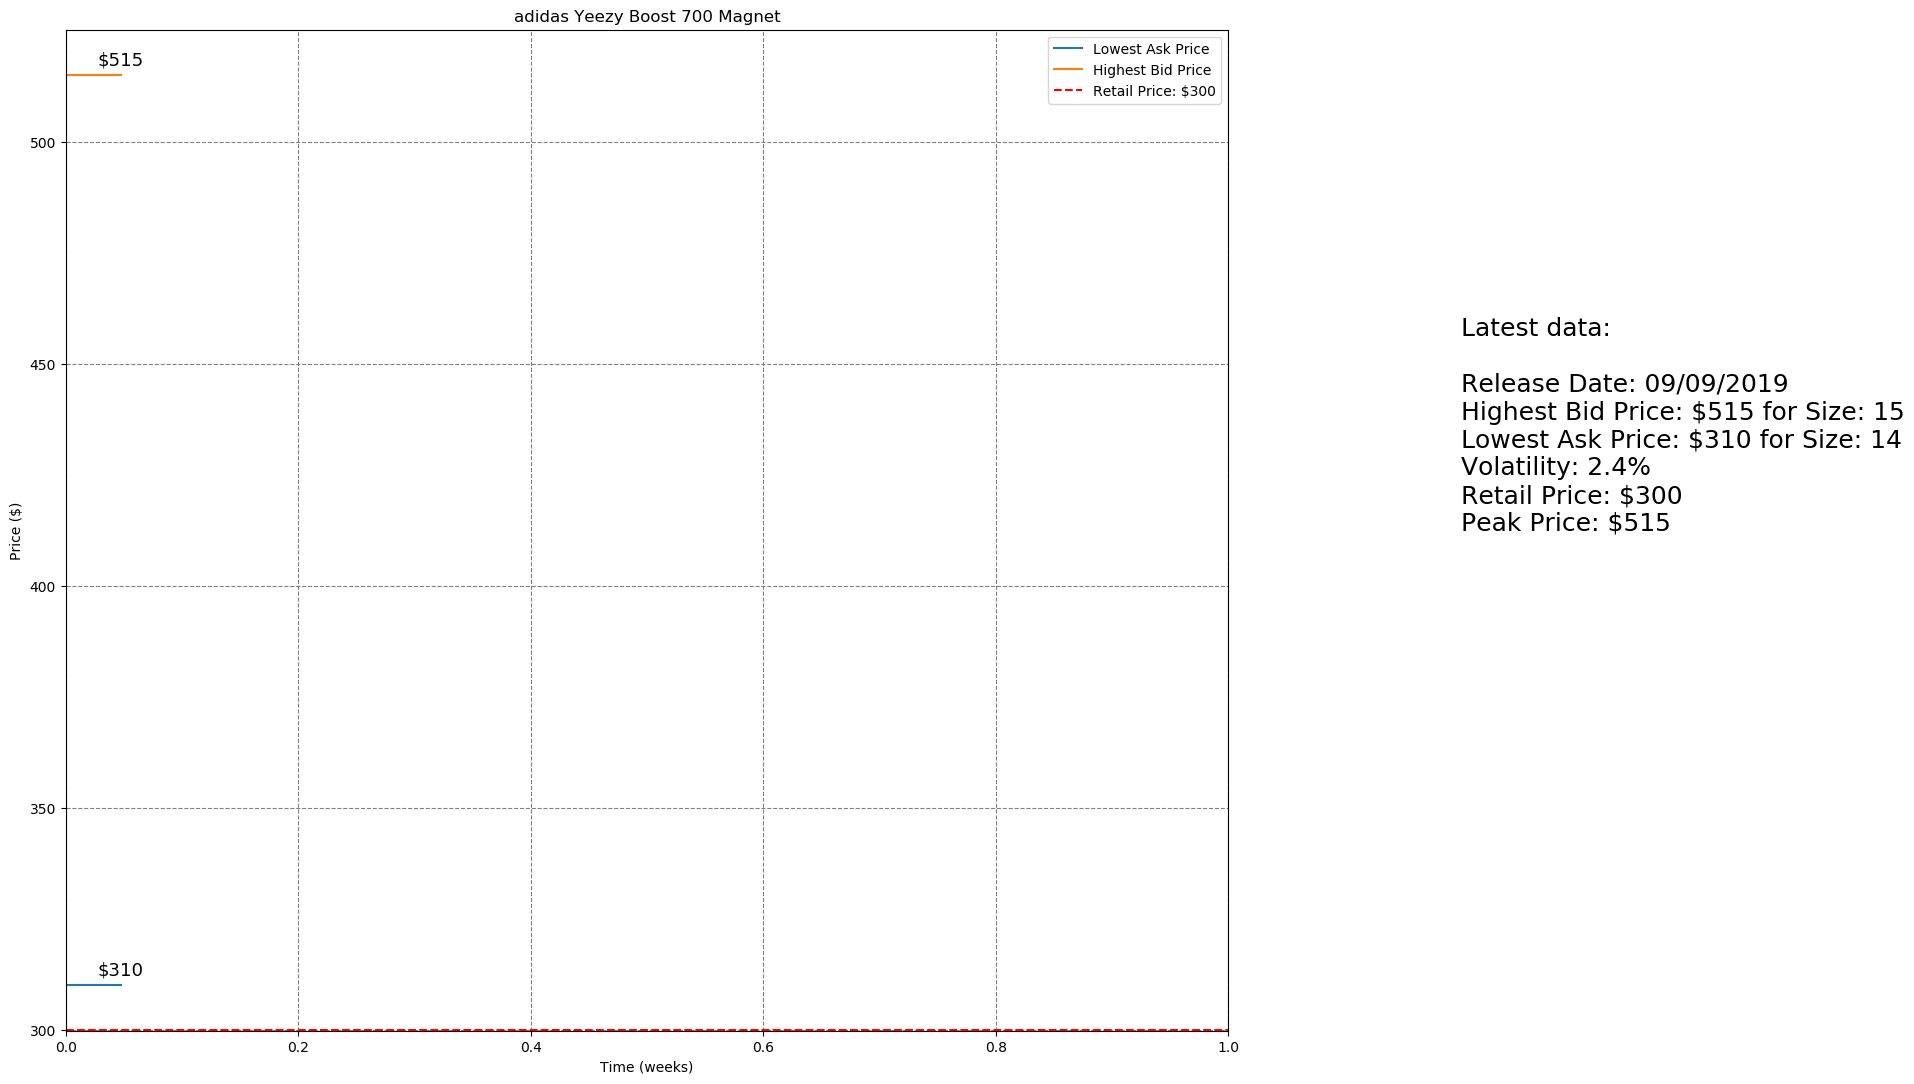 adidas Yeezy Boost 700 Magnet
$515
Lowest Ask Price
Highest Bid Price
Retail Price: $300
500
450
400
350
300
Price ($)
$310
0.0 0.2 0.4 0.6 0.8 1.0
Time (weeks)
Latest data:
Release Date: 09/09/2019
Highest Bid Price: $515 for Size: 15
Lowest Ask Price: $310 for Size: 14
Volatility: 2.4%
Retail Price: $300
Peak Price: $515